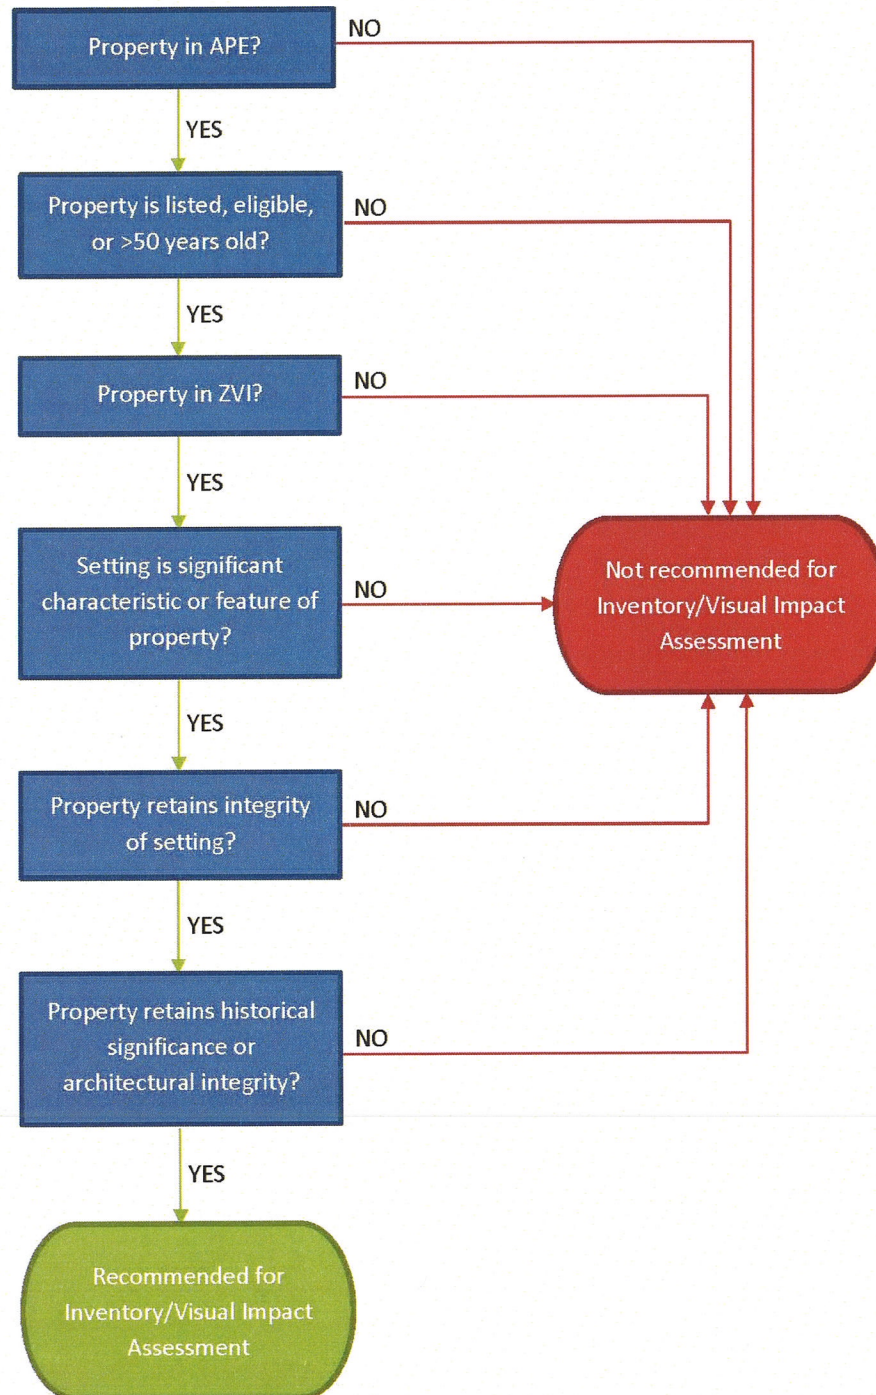 Property in APE?
NO
YES
Property is listed, eligible,
or >50 years old?
NO
YES
Property in ZVI?
NO
YES
Setting is significant
characteristic or feature of
property?
NO
Not recommended for
Inventory/Visual Impact
Assessment
YES
Property retains integrity
of setting?
NO
YES
Property retains historical
significance or
architectural integrity?
NO
YES
Recommended for
Inventory/Visual Impact
Assessment